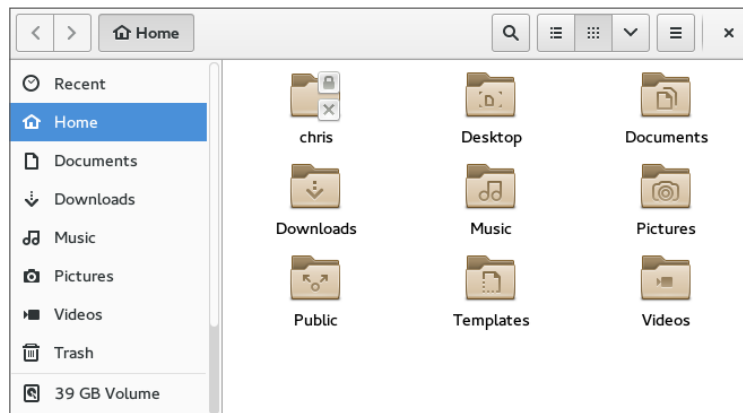 Home
Recent
Home
Documents
Downloads
Music
Pictures
Videos
Trash
39 GB Volume
chris
Desktop
Documents
Downloads
Music
Pictures
Public
Templates
Videos